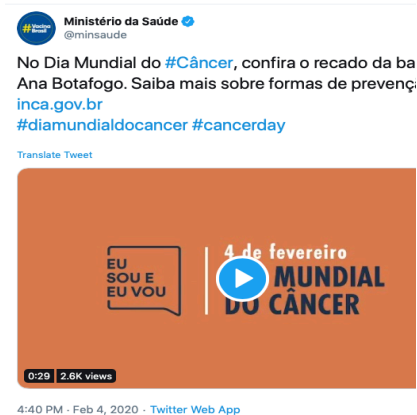 #Vacina
Brasil
Ministério da Saúde
@minsaude
No Dia Mundial do #Câncer, confira o recado da ba
Ana Botafogo. Saiba mais sobre formas de prevenç
inca.gov.br
#diamundialdocancer #cancerday
Translate Tweet
EU
SOU E
EU VOU
4 de fevereiro
MUNDIAL
DO CÂNCER
0:29 2.6K views
4:40 PM · Feb 4, 2020 · Twitter Web App